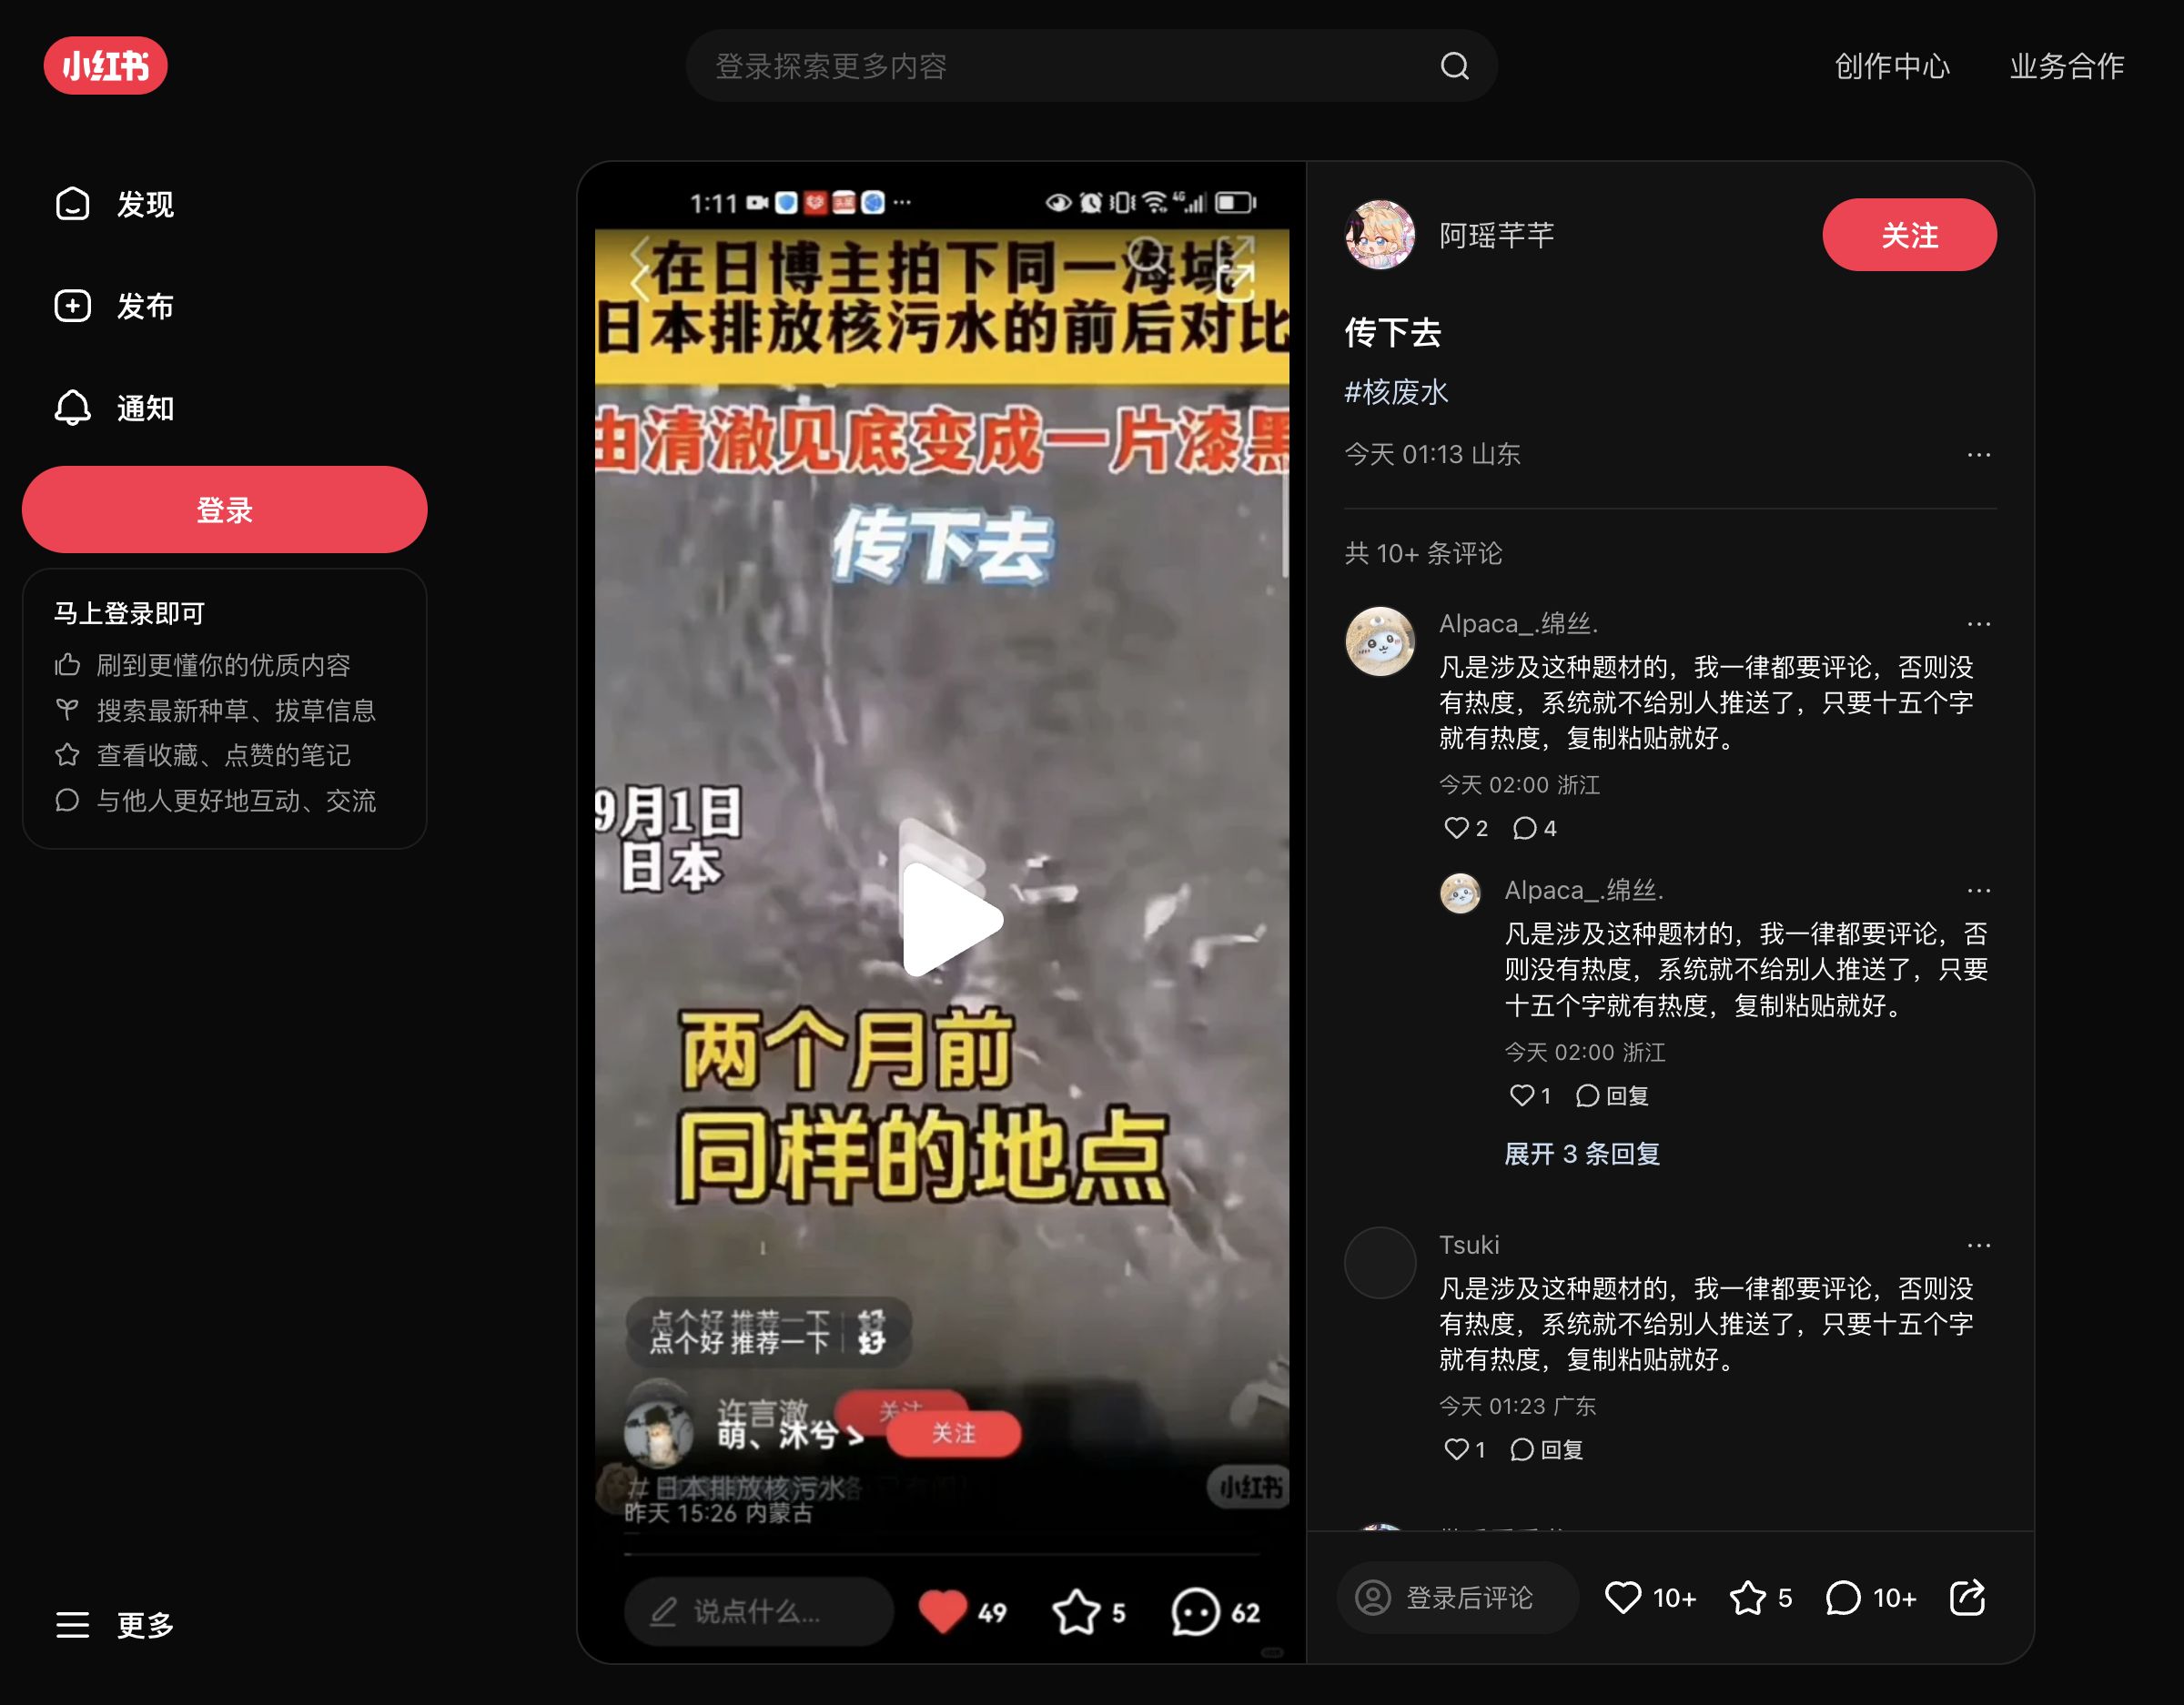 小红书
登录探索更多内容
创作中心
业务合作
发现
发布
通知
登录
马上登录即可
刷到更懂你的优质内容
搜索最新种草、拔草信息
查看收藏、点赞的笔记
与他人更好地互动、交流
更多
1:11
4G
在日博主拍下同一海域
日本排放核污水的前后对比
由清澈见底变成一片漆黑
传下去
9月1日
日本
两个月前
同样的地点
点个好 推荐一下 好
点个好 推荐一下 好
许言澈
关注
萌、沐兮 >
关注
# 日本排放核污水
小红书
昨天 15:26 内蒙古
说点什么...
49
5
62
阿瑶芊芊
关注
传下去
#核废水
今天 01:13 山东
共 10+ 条评论
Alpaca_.绵丝.
凡是涉及这种题材的，我一律都要评论，否则没
有热度，系统就不给别人推送了，只要十五个字
就有热度，复制粘贴就好。
今天 02:00 浙江
2
4
Alpaca_.绵丝.
凡是涉及这种题材的，我一律都要评论，否
则没有热度，系统就不给别人推送了，只要
十五个字就有热度，复制粘贴就好。
今天 02:00 浙江
1
回复
展开 3 条回复
Tsuki
凡是涉及这种题材的，我一律都要评论，否则没
有热度，系统就不给别人推送了，只要十五个字
就有热度，复制粘贴就好。
今天 01:23 广东
1
回复
登录后评论
10+
5
10+